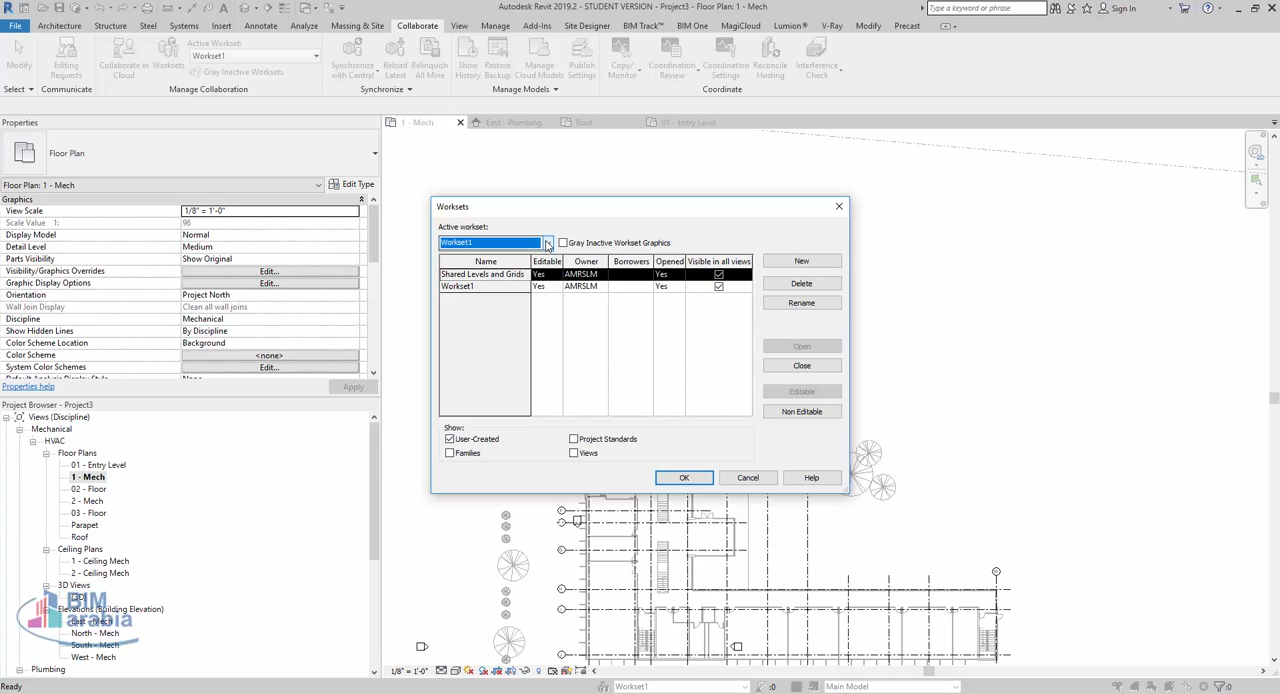 Autodesk Revit 2019.2 - STUDENT VERSION - Project3 - Floor Plan: 1 - Mech
Type a keyword or phrase
Sign In
File Architecture Structure Steel Systems Insert Annotate Analyze Massing & Site Collaborate View Manage Add-Ins Site Designer BIM Track™ BIM One MagiCloud Lumion® V-Ray Modify Precast
Modify
Editing Requests
Collaborate in Cloud
Worksets
Active Workset:
Workset1
Gray Inactive Worksets
Synchronize with Central
Reload Latest
Relinquish All Mine
Show History
Restore Backup
Manage Cloud Models
Publish Settings
Copy/ Monitor
Coordination Review
Coordination Settings
Reconcile Hosting
Interference Check
Select Communicate Manage Collaboration Synchronize Manage Models Coordinate
Properties
1 - Mech
East - Plumbing
Roof
01 - Entry Level
Floor Plan
Floor Plan: 1 - Mech Edit Type
Graphics
View Scale 1/8" = 1'-0"
Scale Value 1: 96
Display Model Normal
Detail Level Medium
Parts Visibility Show Original
Visibility/Graphics Overrides Edit...
Graphic Display Options Edit...
Orientation Project North
Wall Join Display Clean all wall joins
Discipline Mechanical
Show Hidden Lines By Discipline
Color Scheme Location Background
Color Scheme <none>
System Color Schemes Edit...
Properties help Apply
Project Browser - Project3
Views (Discipline)
Mechanical
HVAC
Floor Plans
01 - Entry Level
1 - Mech
02 - Floor
2 - Mech
03 - Floor
Parapet
Roof
Ceiling Plans
1 - Ceiling Mech
2 - Ceiling Mech
3D Views
Elevations (Building Elevation)
North - Mech
South - Mech
West - Mech
Plumbing
BIM
arabia
Worksets
Active workset:
Workset1
Gray Inactive Workset Graphics
Name Editable Owner Borrowers Opened Visible in all views
Shared Levels and Grids Yes AMRSLM Yes
Workset1 Yes AMRSLM Yes
New
Delete
Rename
Open
Close
Editable
Non Editable
Show:
User-Created Project Standards
Families Views
OK Cancel Help
1/8" = 1'-0"
Ready
Workset1
:0
Main Model
:0